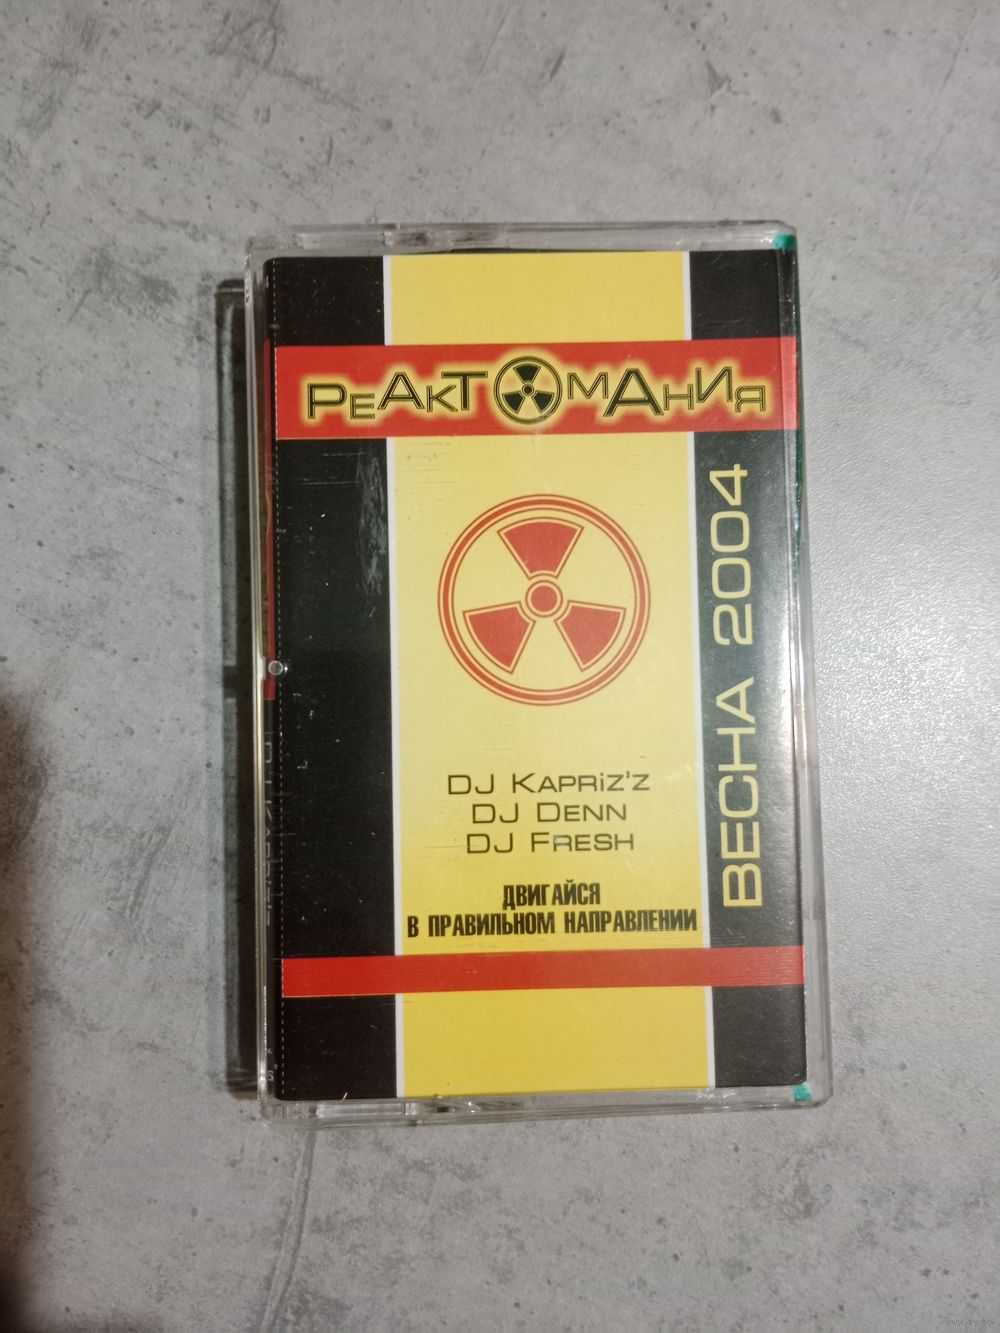 РЕАКТОМАНИЯ
ВЕСНА 2004
DJ KAPRIZ'Z
DJ DENN
DJ FRESH
ДВИГАЙСЯ
В ПРАВИЛЬНОМ НАПРАВЛЕНИИ